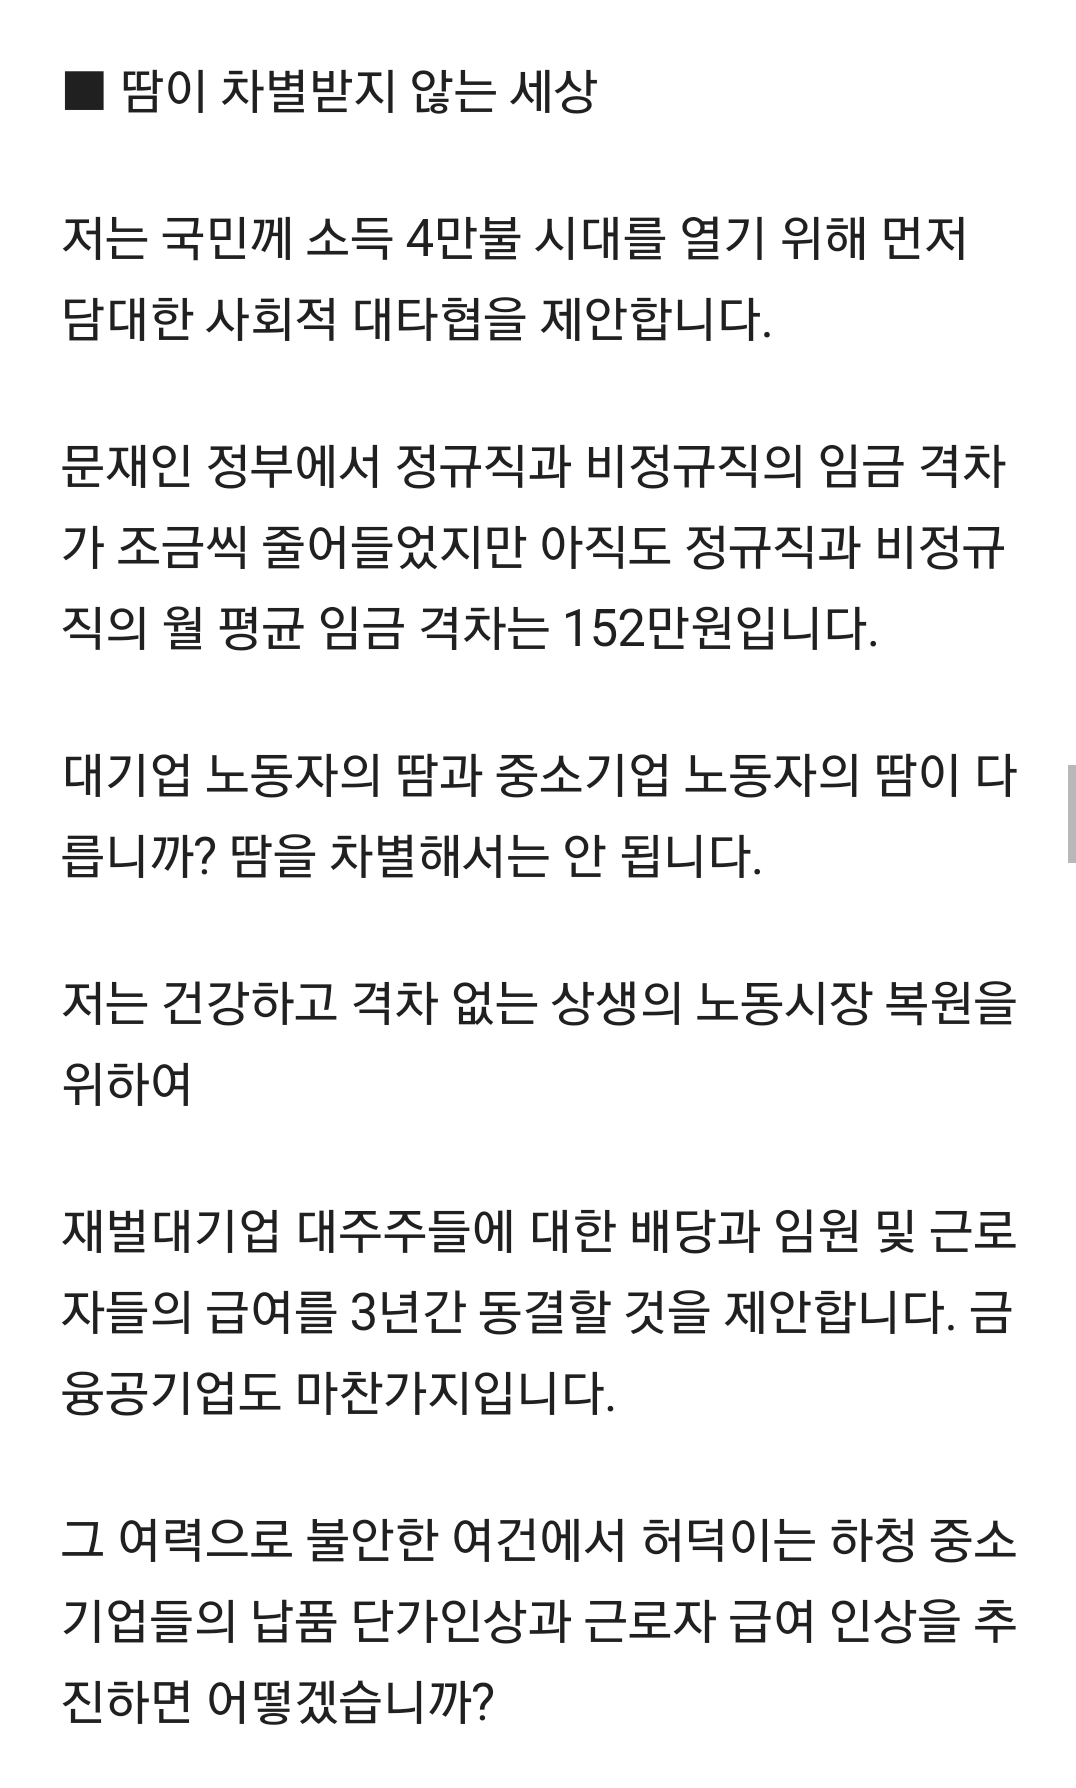 ■ 땀이 차별받지 않는 세상
저는 국민께 소득 4만불 시대를 열기 위해 먼저
담대한 사회적 대타협을 제안합니다.
문재인 정부에서 정규직과 비정규직의 임금 격차
가 조금씩 줄어들었지만 아직도 정규직과 비정규
직의 월 평균 임금 격차는 152만원입니다.
대기업 노동자의 땀과 중소기업 노동자의 땀이 다
릅니까? 땀을 차별해서는 안 됩니다.
저는 건강하고 격차 없는 상생의 노동시장 복원을
위하여
재벌대기업 대주주들에 대한 배당과 임원 및 근로
자들의 급여를 3년간 동결할 것을 제안합니다. 금
융공기업도 마찬가지입니다.
그 여력으로 불안한 여건에서 허덕이는 하청 중소
기업들의 납품 단가인상과 근로자 급여 인상을 추
진하면 어떻겠습니까?